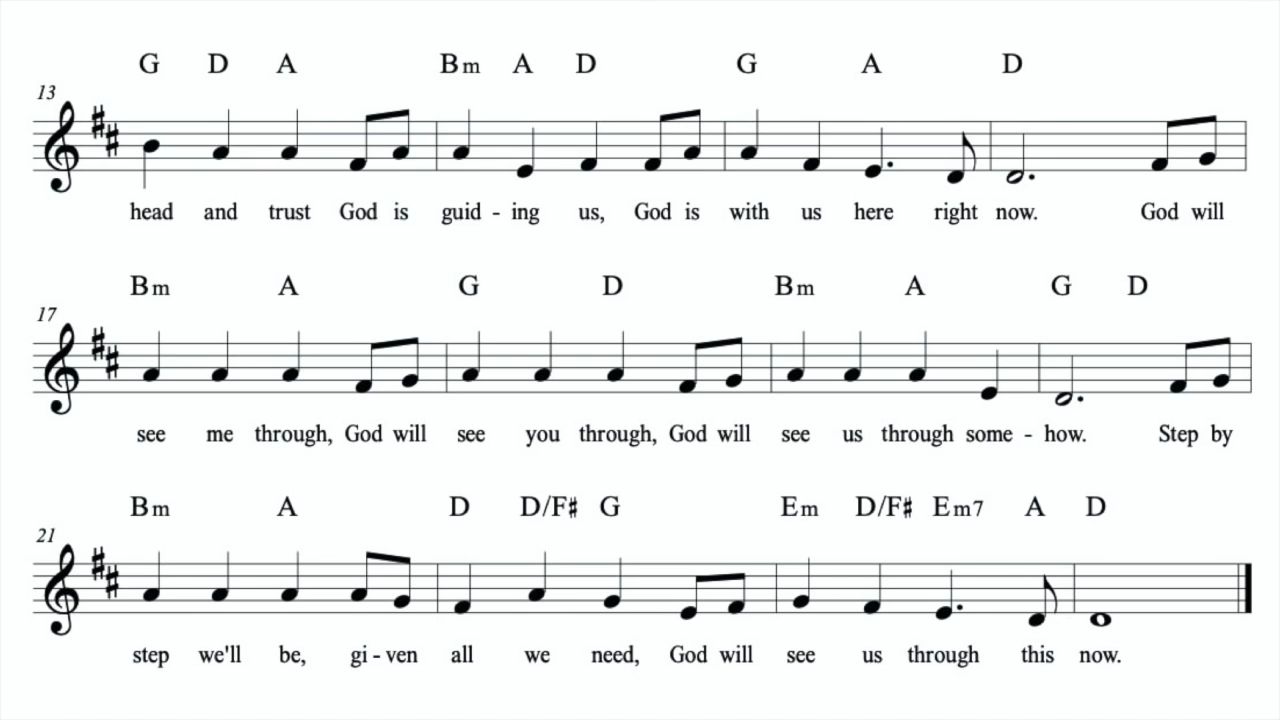 G D A Bm A D G A D
13
head and trust God is guid - ing us, God is with us here right now. God will
Bm A G D Bm A G D
17
see me through, God will see you through, God will see us through some - how. Step by
Bm A D D/F♯ G Em D/F♯ Em7 A D
21
step we'll be, gi - ven all we need, God will see us through this now.